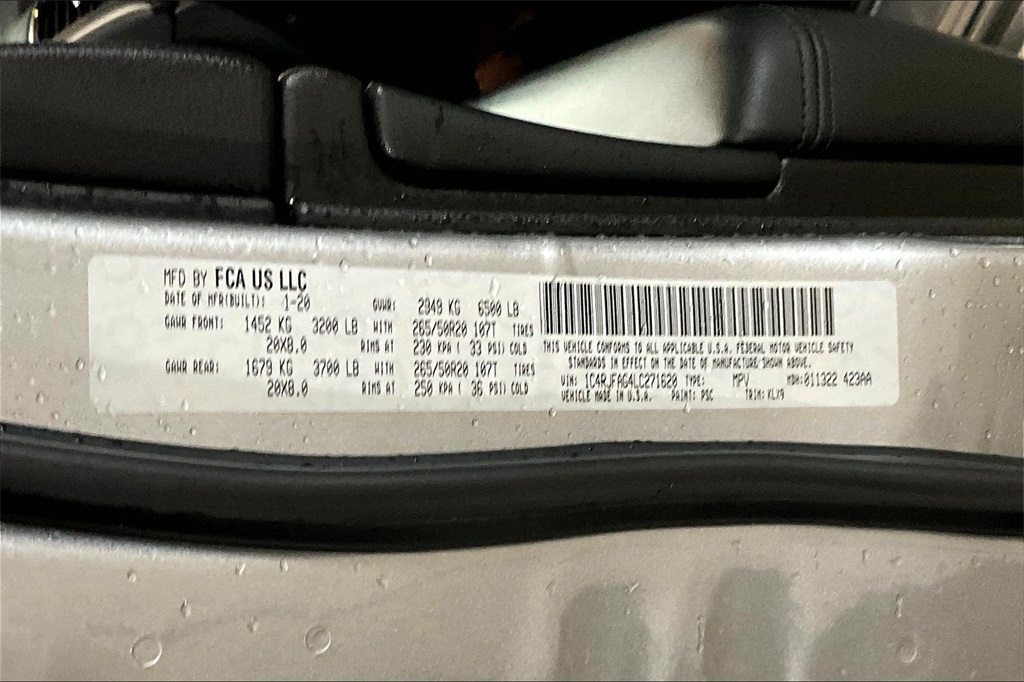 MFD BY FCA US LLC
DATE OF MFR(BUILT): 1-20 GVWR: 2949 KG 6500 LB
GAWR FRONT: 1452 KG 3200 LB WITH 265/50R20 107T TIRES
20X8.0 RIMS AT 230 KPA ( 33 PSI) COLD
GAWR REAR: 1679 KG 3700 LB WITH 265/50R20 107T TIRES
20X8.0 RIMS AT 250 KPA ( 36 PSI) COLD
THIS VEHICLE CONFORMS TO ALL APPLICABLE U.S.A. FEDERAL MOTOR VEHICLE SAFETY
STANDARDS IN EFFECT ON THE DATE OF MANUFACTURE SHOWN ABOVE.
VIN: 1C4RJFAG4LC271620 TYPE: MPV MDH:011322 423AA
VEHICLE MADE IN U.S.A. PAINT: PSC TRIM: KLX9